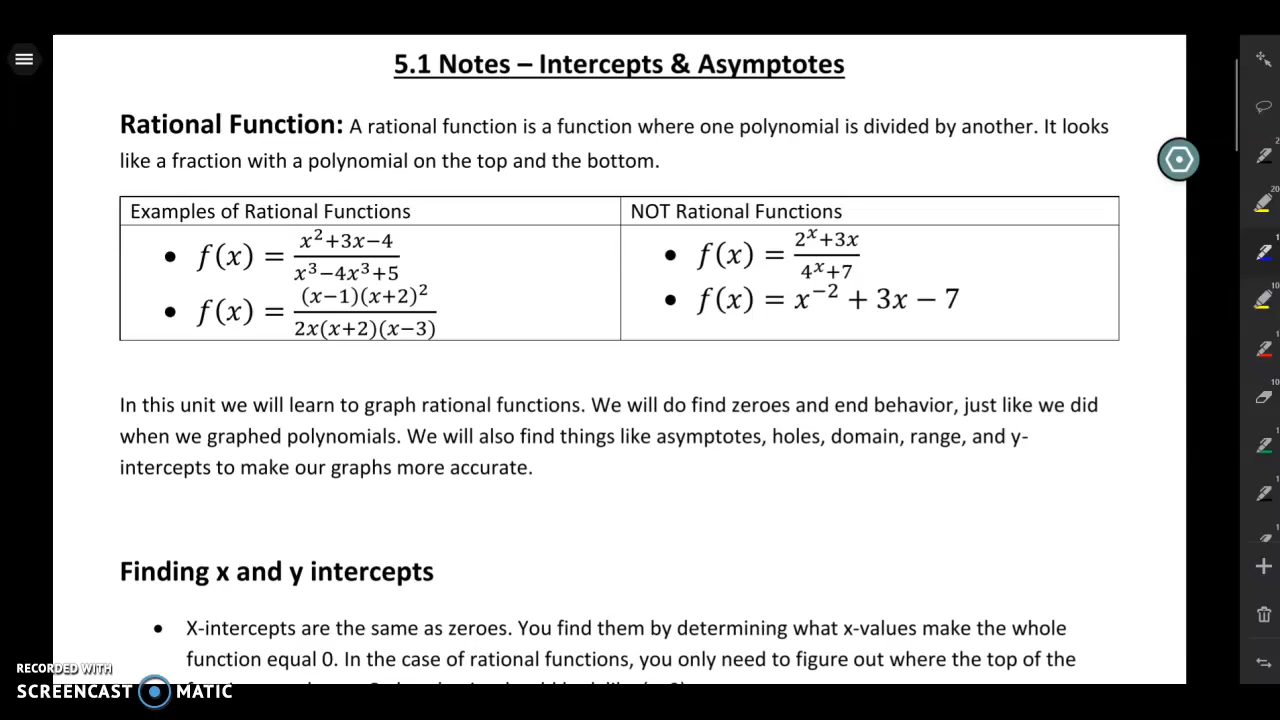 5.1 Notes – Intercepts & Asymptotes
Rational Function: A rational function is a function where one polynomial is divided by another. It looks
like a fraction with a polynomial on the top and the bottom.
Examples of Rational Functions
• f(x) = (x²+3x−4)/(x³−4x³+5)
• f(x) = ((x−1)(x+2)²)/(2x(x+2)(x−3))
NOT Rational Functions
• f(x) = (2ˣ+3x)/(4ˣ+7)
• f(x) = x⁻² + 3x − 7
In this unit we will learn to graph rational functions. We will do find zeroes and end behavior, just like we did
when we graphed polynomials. We will also find things like asymptotes, holes, domain, range, and y-
intercepts to make our graphs more accurate.
Finding x and y intercepts
• X-intercepts are the same as zeroes. You find them by determining what x-values make the whole
function equal 0. In the case of rational functions, you only need to figure out where the top of the
RECORDED WITH
SCREENCAST MATIC